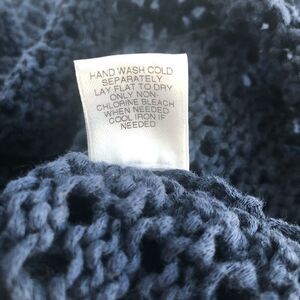 HAND WASH COLD
SEPARATELY
LAY FLAT TO DRY
ONLY NON-
CHLORINE BLEACH
WHEN NEEDED
COOL IRON IF
NEEDED